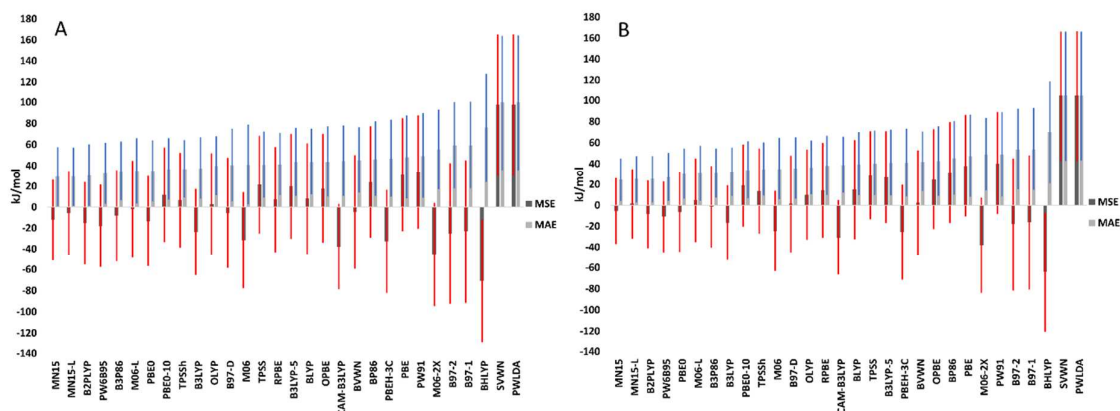 A
kJ/mol
180
160
140
120
100
80
60
40
20
0
-20
-40
-60
-80
-100
-120
-140
MN15
MN15-L
B2PLYP
PW6B95
B3P86
M06-L
PBE0
PBE0-10
TPSSh
B3LYP
OLYP
B97-D
M06
TPSS
RPBE
B3LYP-5
BLYP
OPBE
CAM-B3LYP
BVWN
BP86
PBEH-3C
PBE
PW91
M06-2X
B97-2
B97-1
BHLYP
SVWN
PWLDA
MSE
MAE
B
kJ/mol
180
160
140
120
100
80
60
40
20
0
-20
-40
-60
-80
-100
-120
-140
MN15
MN15-L
B2PLYP
PW6B95
PBE0
M06-L
B3P86
B3LYP
PBE0-10
TPSSh
M06
B97-D
OLYP
RPBE
CAM-B3LYP
BLYP
TPSS
B3LYP-5
PBEH-3C
BVWN
OPBE
BP86
PBE
M06-2X
PW91
B97-2
B97-1
BHLYP
SVWN
PWLDA
MSE
MAE